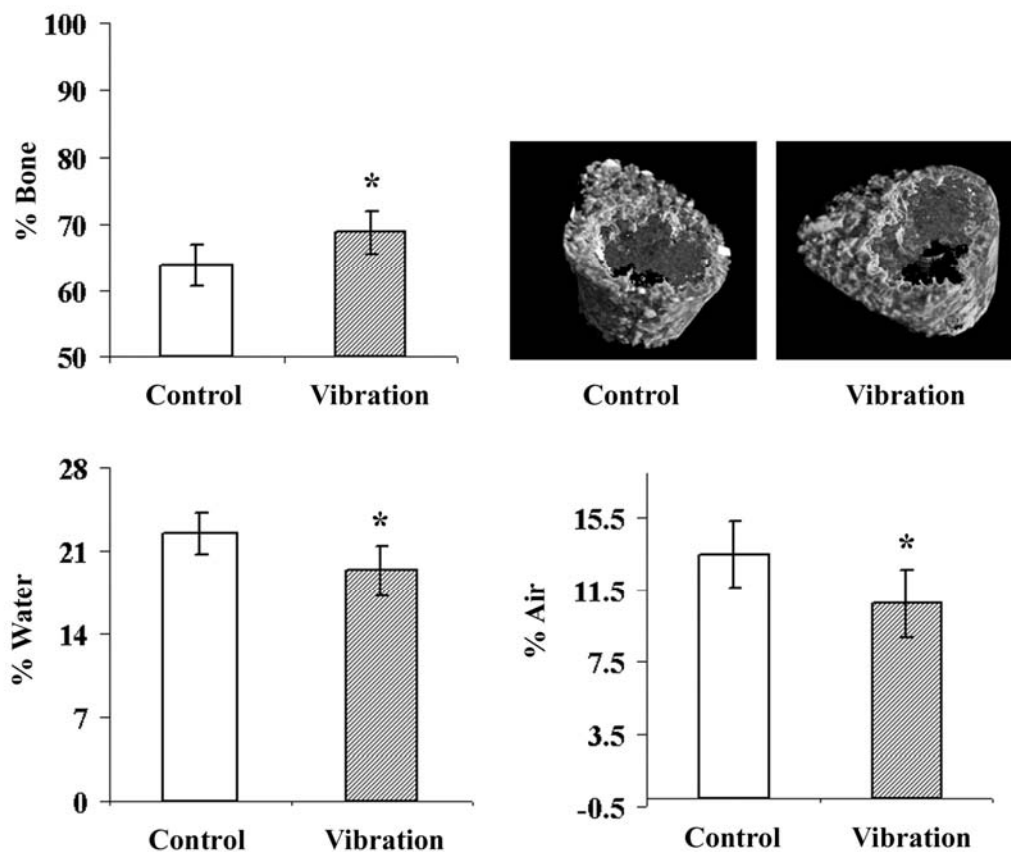 100
90
80
70
60
50
% Bone
*
Control Vibration
Control Vibration
28
21
14
7
0
% Water
*
Control Vibration
15.5
11.5
7.5
3.5
-0.5
% Air
*
Control Vibration